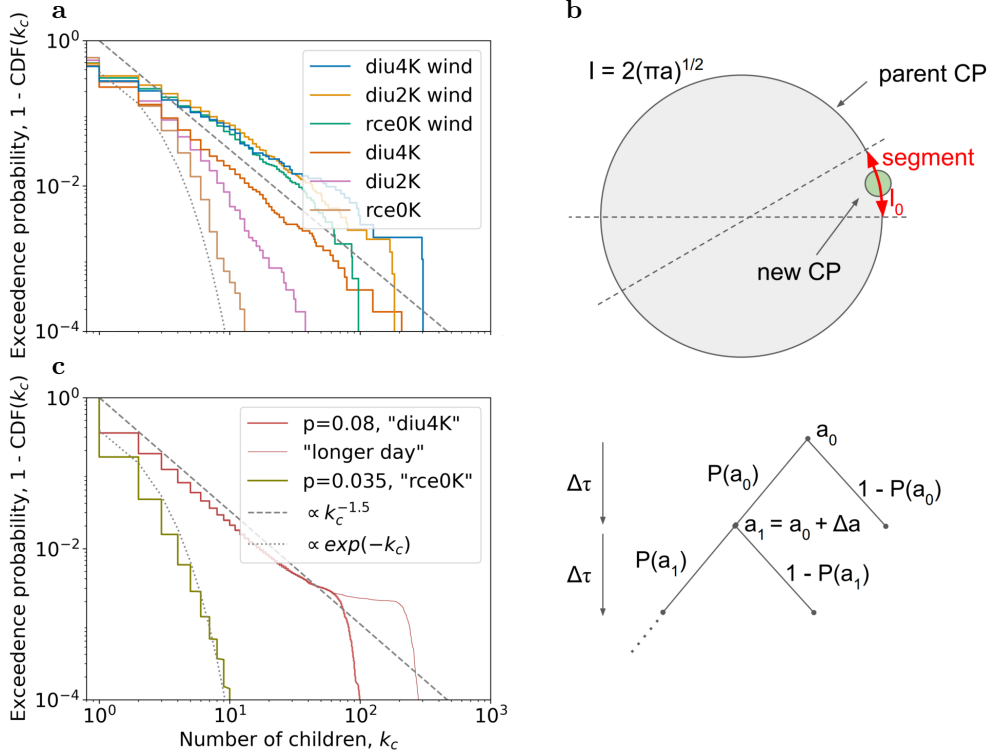 a
Exceedence probability, 1 - CDF(k_c)
10^0
10^{-2}
10^{-4}
diu4K wind
diu2K wind
rce0K wind
diu4K
diu2K
rce0K
b
l = 2(πa)^{1/2}
parent CP
segment
l_0
new CP
c
Exceedence probability, 1 - CDF(k_c)
10^0
10^{-2}
10^{-4}
p=0.08, "diu4K"
"longer day"
p=0.035, "rce0K"
∝ k_c^{-1.5}
∝ exp(−k_c)
10^0
10^1
10^2
10^3
Number of children, k_c
a_0
Δτ
P(a_0)
1 - P(a_0)
a_1 = a_0 + Δa
Δτ
P(a_1)
1 - P(a_1)